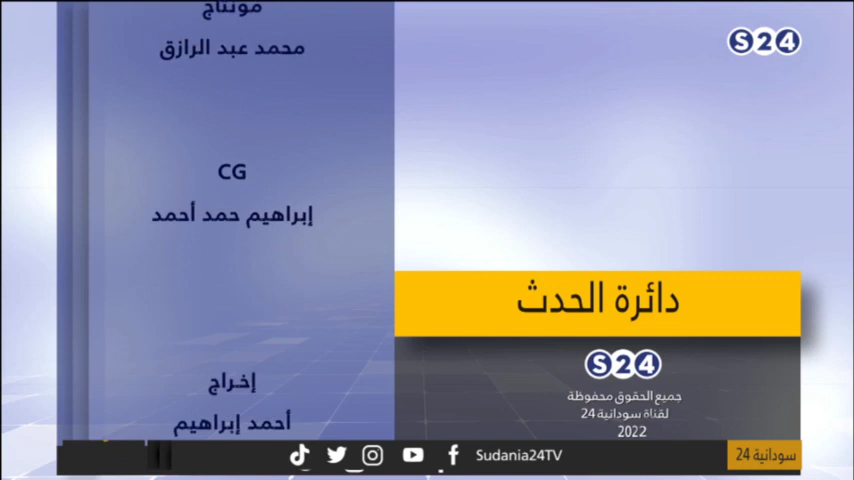 مونتاج
محمد عبد الرازق
CG
إبراهيم حمد أحمد
إخراج
أحمد إبراهيم
S24
دائرة الحدث
S24
جميع الحقوق محفوظة
لقناة سودانية 24
2022
Sudania24TV
سودانية 24